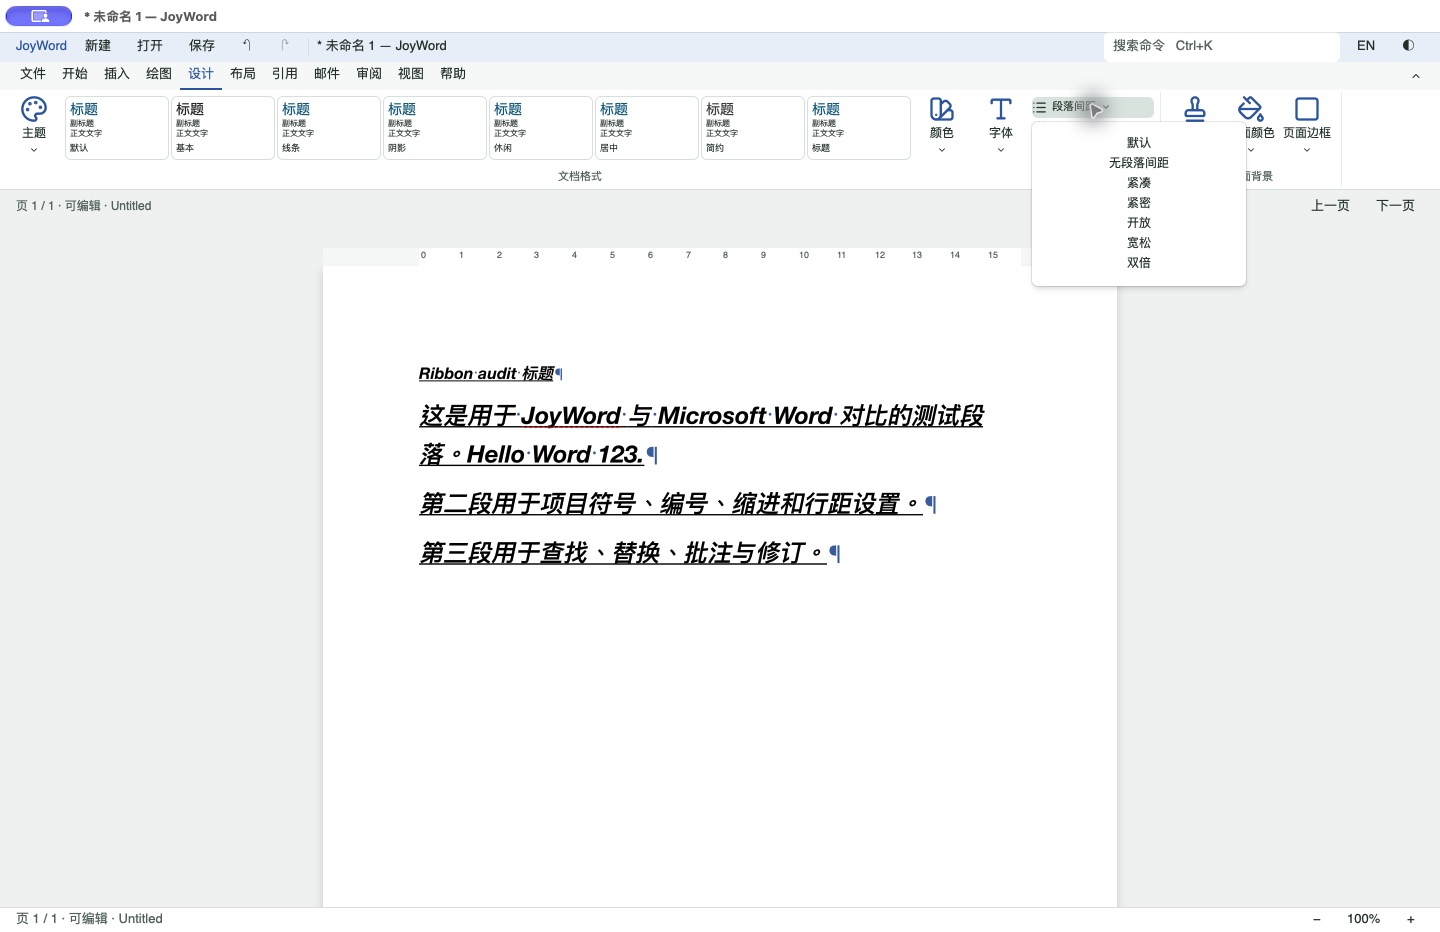 * 未命名 1 — JoyWord
JoyWord 新建 打开 保存 * 未命名 1 — JoyWord 搜索命令 Ctrl+K EN
文件 开始 插入 绘图 设计 布局 引用 邮件 审阅 视图 帮助
主题
标题
副标题
正文文字
默认
标题
副标题
正文文字
基本
标题
副标题
正文文字
线条
标题
副标题
正文文字
阴影
标题
副标题
正文文字
休闲
标题
副标题
正文文字
居中
标题
副标题
正文文字
简约
标题
副标题
正文文字
标题
颜色
字体
段落间
面颜色
页面边框
文档格式
面背景
默认
无段落间距
紧凑
紧密
开放
宽松
双倍
页 1 / 1 · 可编辑 · Untitled 上一页 下一页
0 1 2 3 4 5 6 7 8 9 10 11 12 13 14 15
Ribbon·audit·标题¶
这是用于·JoyWord·与·Microsoft·Word·对比的测试段
落。Hello·Word·123.¶
第二段用于项目符号、编号、缩进和行距设置。¶
第三段用于查找、替换、批注与修订。¶
页 1 / 1 · 可编辑 · Untitled − 100% +